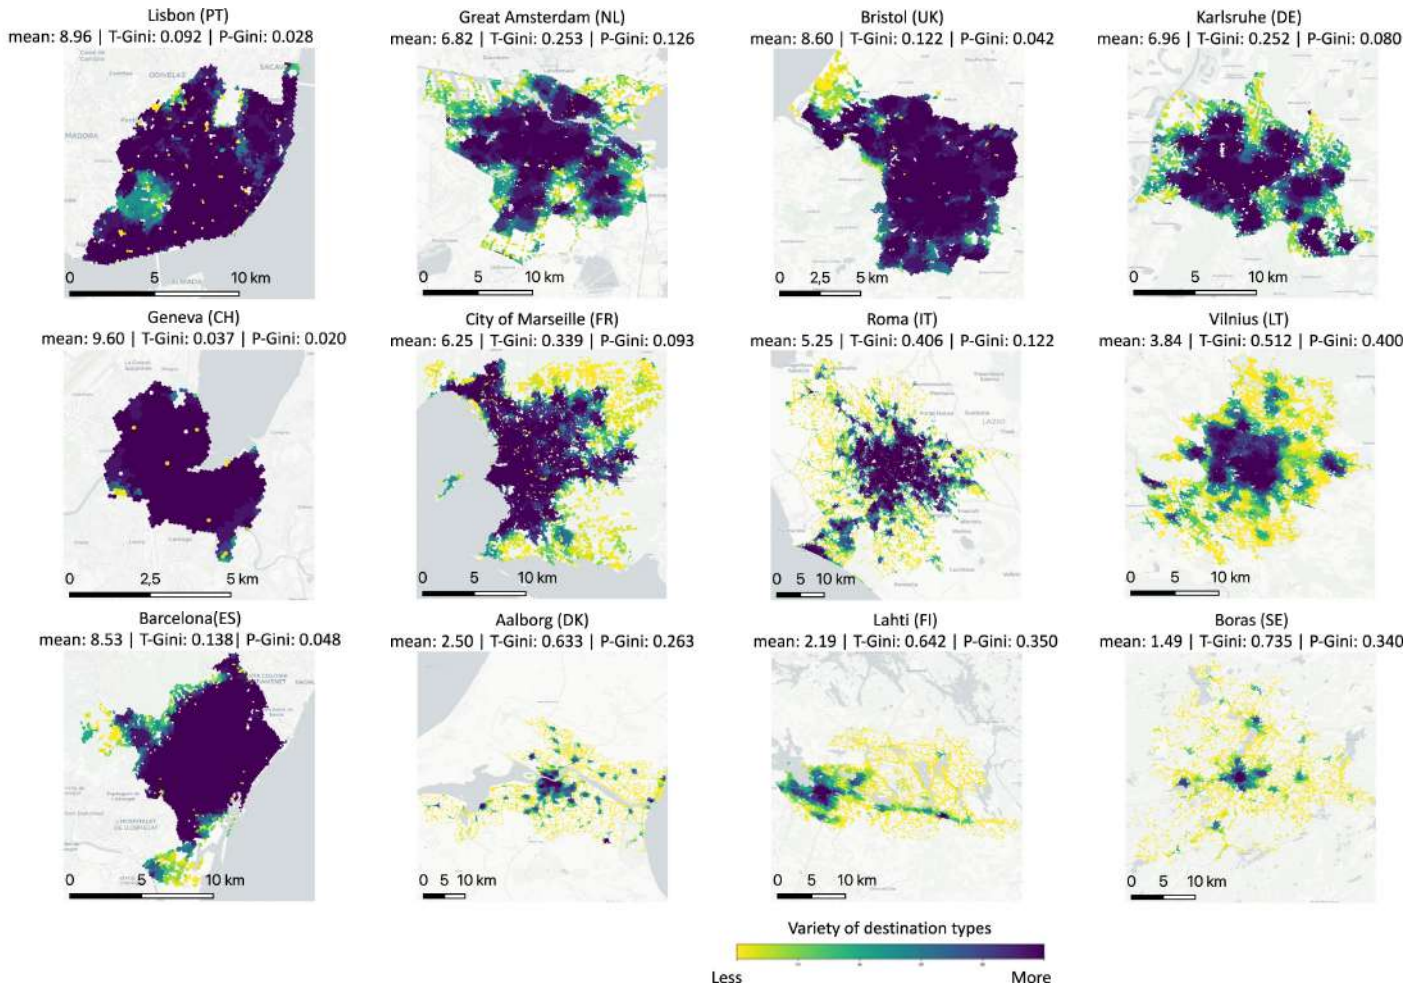 Lisbon (PT)
mean: 8.96 | T-Gini: 0.092 | P-Gini: 0.028
Great Amsterdam (NL)
mean: 6.82 | T-Gini: 0.253 | P-Gini: 0.126
Bristol (UK)
mean: 8.60 | T-Gini: 0.122 | P-Gini: 0.042
Karlsruhe (DE)
mean: 6.96 | T-Gini: 0.252 | P-Gini: 0.080
ODIVELAS
0 5 10 km
0 5 10 km
0 2,5 5 km
0 5 10 km
Geneva (CH)
mean: 9.60 | T-Gini: 0.037 | P-Gini: 0.020
City of Marseille (FR)
mean: 6.25 | T-Gini: 0.339 | P-Gini: 0.093
Roma (IT)
mean: 5.25 | T-Gini: 0.406 | P-Gini: 0.122
Vilnius (LT)
mean: 3.84 | T-Gini: 0.512 | P-Gini: 0.400
LAZIO
0 2,5 5 km
0 5 10 km
0 5 10 km
0 5 10 km
Barcelona(ES)
mean: 8.53 | T-Gini: 0.138| P-Gini: 0.048
Aalborg (DK)
mean: 2.50 | T-Gini: 0.633 | P-Gini: 0.263
Lahti (FI)
mean: 2.19 | T-Gini: 0.642 | P-Gini: 0.350
Boras (SE)
mean: 1.49 | T-Gini: 0.735 | P-Gini: 0.340
0 5 10 km
0 5 10 km
0 5 10 km
0 5 10 km
Variety of destination types
Less More